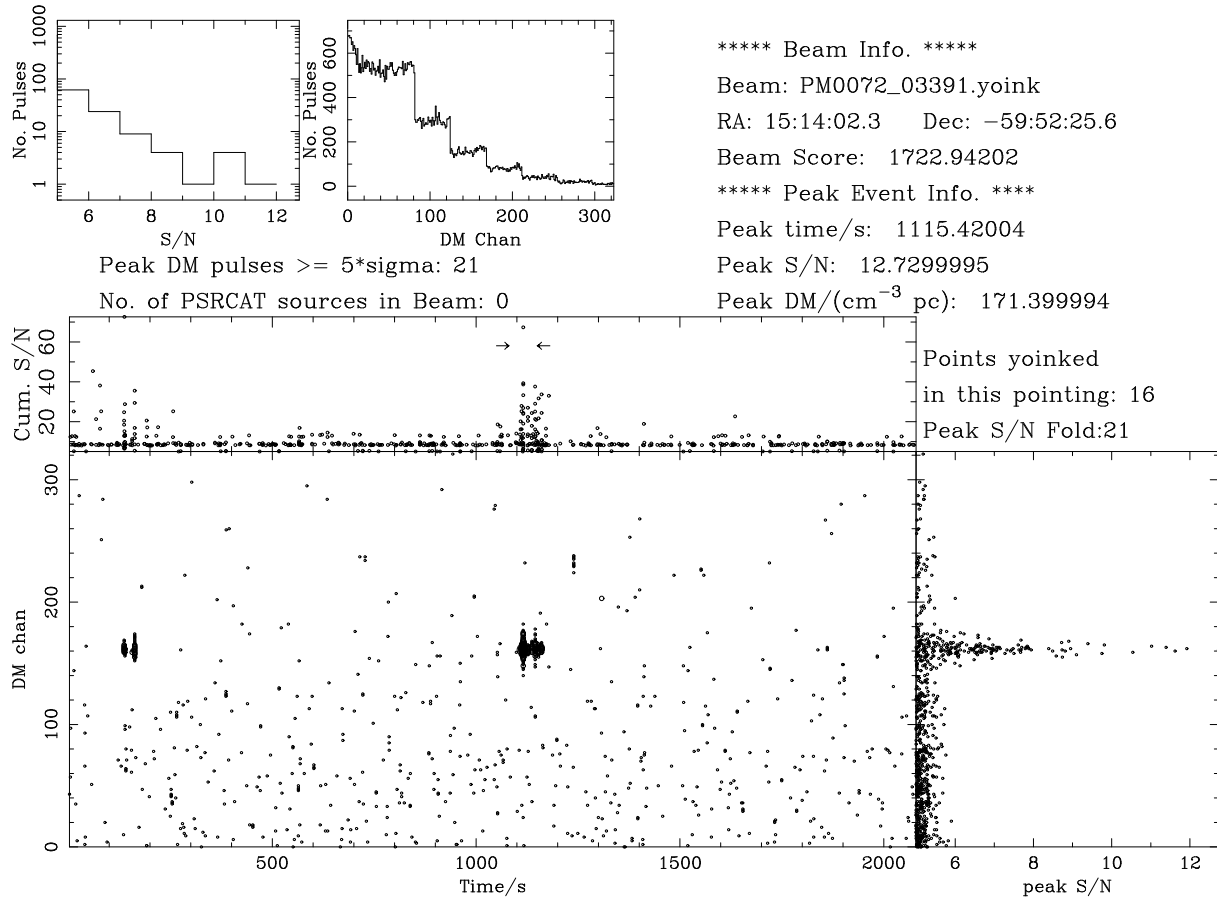 1000
100
10
1
No. Pulses
6 8 10 12
S/N
600
400
200
0
No. Pulses
0 100 200 300
DM Chan
Peak DM pulses >= 5*sigma: 21
No. of PSRCAT sources in Beam: 0
***** Beam Info. *****
Beam: PM0072_03391.yoink
RA: 15:14:02.3 Dec: −59:52:25.6
Beam Score: 1722.94202
***** Peak Event Info. ****
Peak time/s: 1115.42004
Peak S/N: 12.7299995
Peak DM/(cm⁻³ pc): 171.399994
Points yoinked
in this pointing: 16
Peak S/N Fold:21
60
40
20
Cum. S/N
300
200
100
0
DM chan
500 1000 1500 2000
Time/s
6 8 10 12
peak S/N